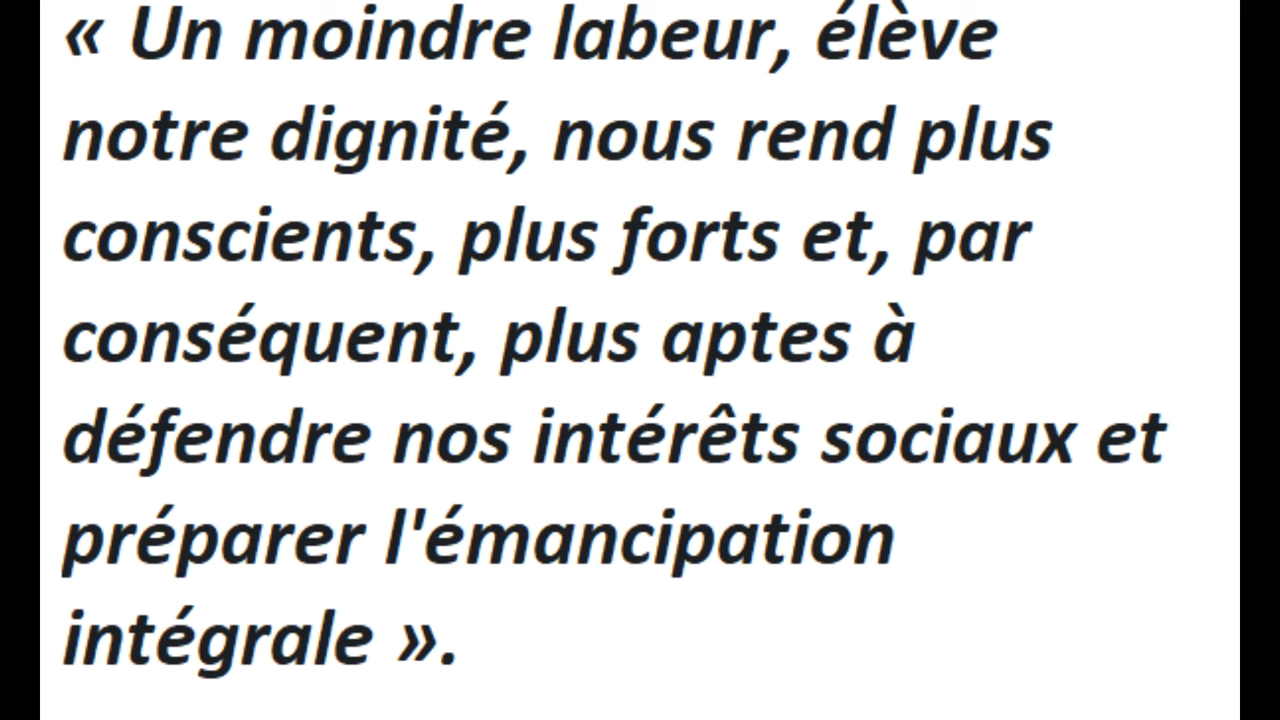 « Un moindre labeur, élève
notre dignité, nous rend plus
conscients, plus forts et, par
conséquent, plus aptes à
défendre nos intérêts sociaux et
préparer l'émancipation
intégrale ».